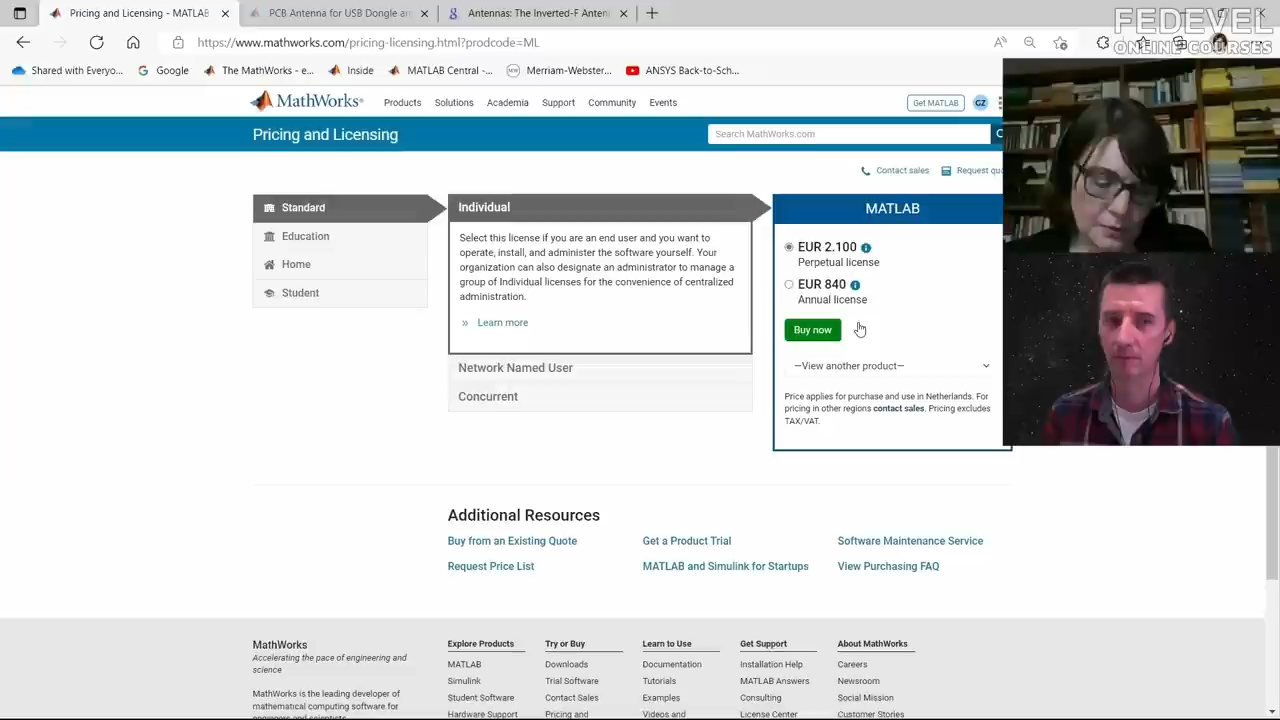 Pricing and Licensing - MATLAB
PCB Antenna for USB Dongle an
Antennas: The Inverted-F Anten
https://www.mathworks.com/pricing-licensing.html?prodcode=ML
FEDEVEL
ONLINE COURSES
Shared with Everyo...
Google
The MathWorks - e...
Inside
MATLAB Central -...
Merriam-Webster...
ANSYS Back-to-Sch...
MathWorks®
Products
Solutions
Academia
Support
Community
Events
Get MATLAB
GZ
Pricing and Licensing
Search MathWorks.com
Contact sales
Request quo
Standard
Education
Home
Student
Individual
Select this license if you are an end user and you want to
operate, install, and administer the software yourself. Your
organization can also designate an administrator to manage a
group of Individual licenses for the convenience of centralized
administration.
» Learn more
Network Named User
Concurrent
MATLAB
EUR 2.100
Perpetual license
EUR 840
Annual license
Buy now
—View another product—
Price applies for purchase and use in Netherlands. For
pricing in other regions contact sales. Pricing excludes
TAX/VAT.
Additional Resources
Buy from an Existing Quote
Get a Product Trial
Software Maintenance Service
Request Price List
MATLAB and Simulink for Startups
View Purchasing FAQ
MathWorks
Accelerating the pace of engineering and
science
MathWorks is the leading developer of
mathematical computing software for
Explore Products
MATLAB
Simulink
Student Software
Hardware Support
Try or Buy
Downloads
Trial Software
Contact Sales
Pricing and
Learn to Use
Documentation
Tutorials
Examples
Videos and
Get Support
Installation Help
MATLAB Answers
Consulting
License Center
About MathWorks
Careers
Newsroom
Social Mission
Customer Stories